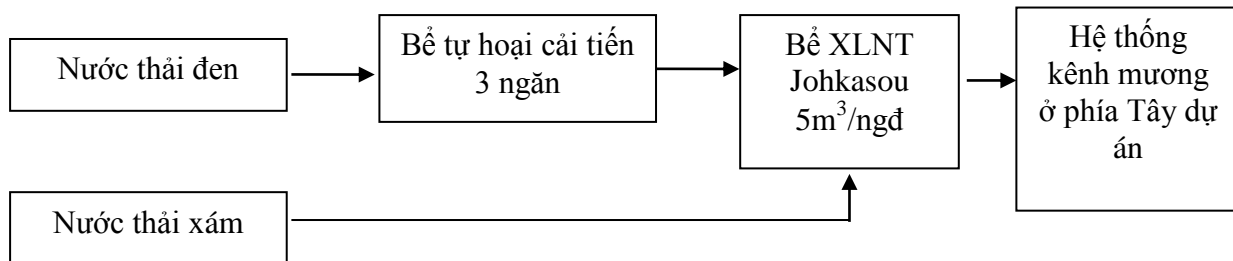 Nước thải đen
Bể tự hoại cải tiến
3 ngăn
Bể XLNT
Johkasou
5m³/ngđ
Hệ thống
kênh mương
ở phía Tây dự
án
Nước thải xám